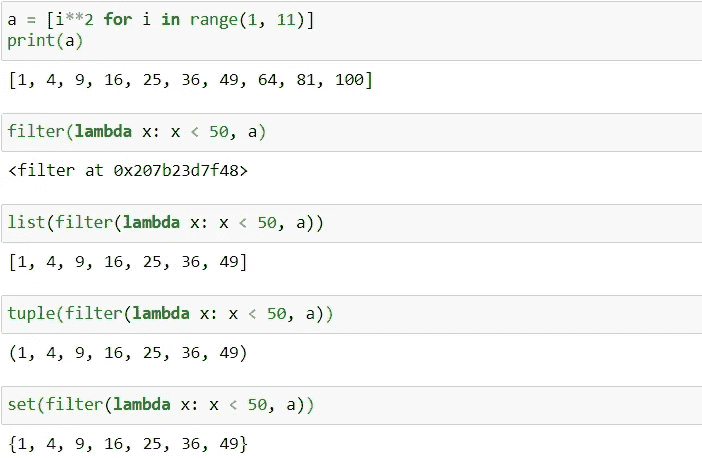 a = [i**2 for i in range(1, 11)]
print(a)
[1, 4, 9, 16, 25, 36, 49, 64, 81, 100]
filter(lambda x: x < 50, a)
<filter at 0x207b23d7f48>
list(filter(lambda x: x < 50, a))
[1, 4, 9, 16, 25, 36, 49]
tuple(filter(lambda x: x < 50, a))
(1, 4, 9, 16, 25, 36, 49)
set(filter(lambda x: x < 50, a))
{1, 4, 9, 16, 25, 36, 49}